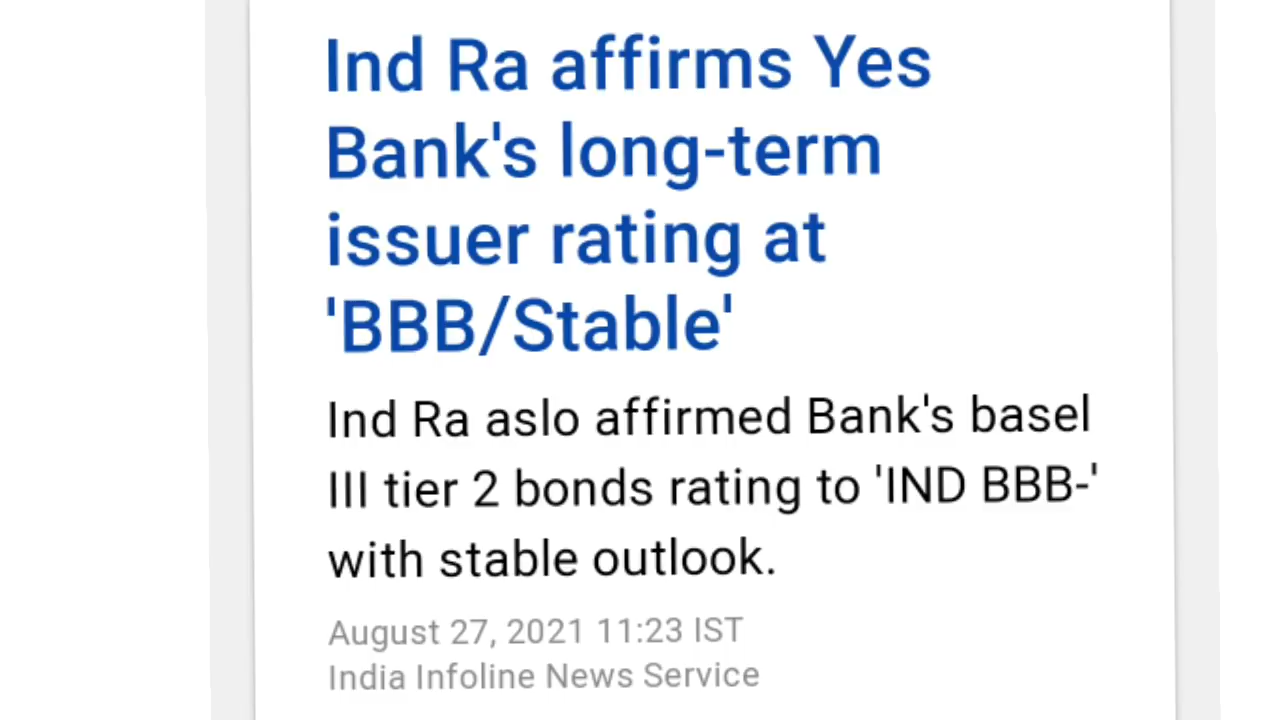 Ind Ra affirms Yes
Bank's long-term
issuer rating at
'BBB/Stable'
Ind Ra aslo affirmed Bank's basel
III tier 2 bonds rating to 'IND BBB-'
with stable outlook.
August 27, 2021 11:23 IST
India Infoline News Service